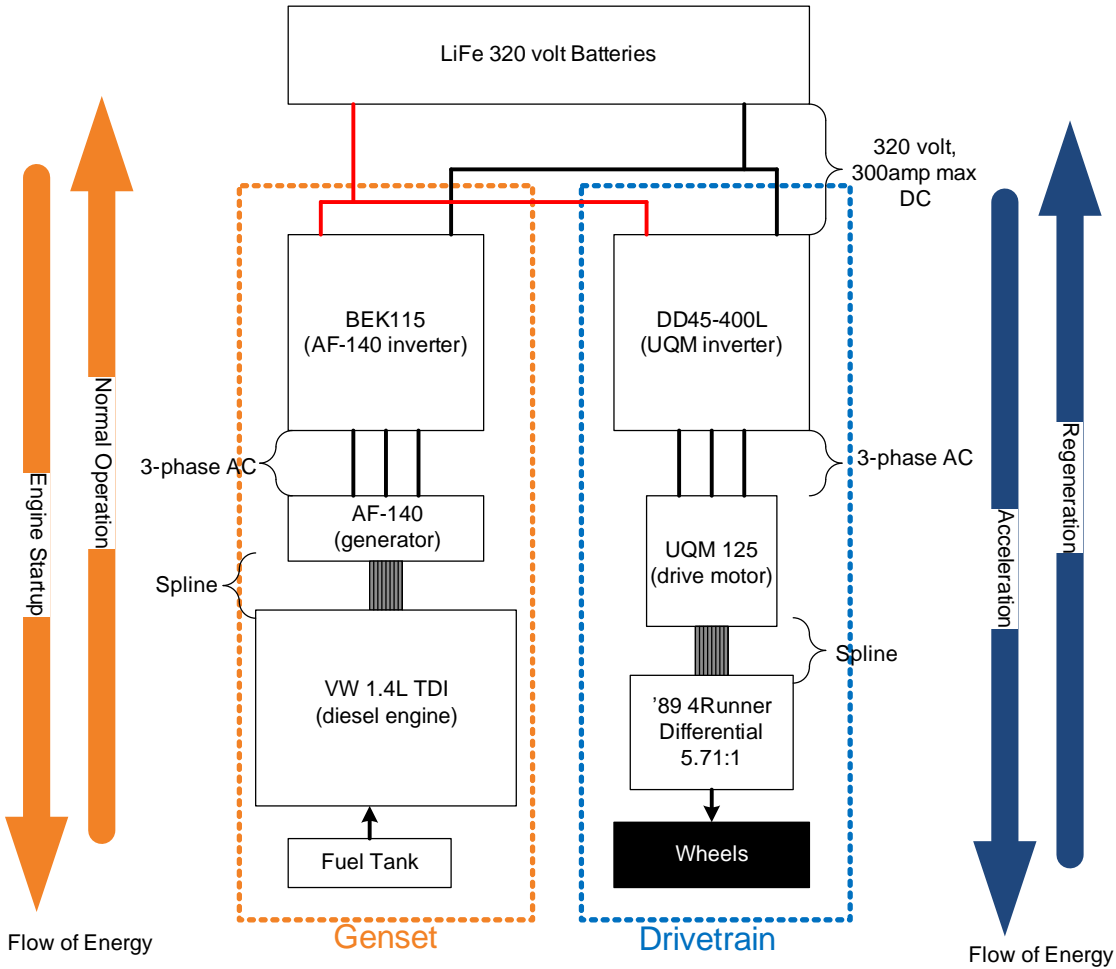 LiFe 320 volt Batteries
320 volt,
300amp max
DC
BEK115
(AF-140 inverter)
DD45-400L
(UQM inverter)
Normal Operation
Engine Startup
Regeneration
Acceleration
3-phase AC
3-phase AC
AF-140
(generator)
UQM 125
(drive motor)
Spline
Spline
VW 1.4L TDI
(diesel engine)
’89 4Runner
Differential
5.71:1
Fuel Tank
Wheels
Genset
Drivetrain
Flow of Energy
Flow of Energy